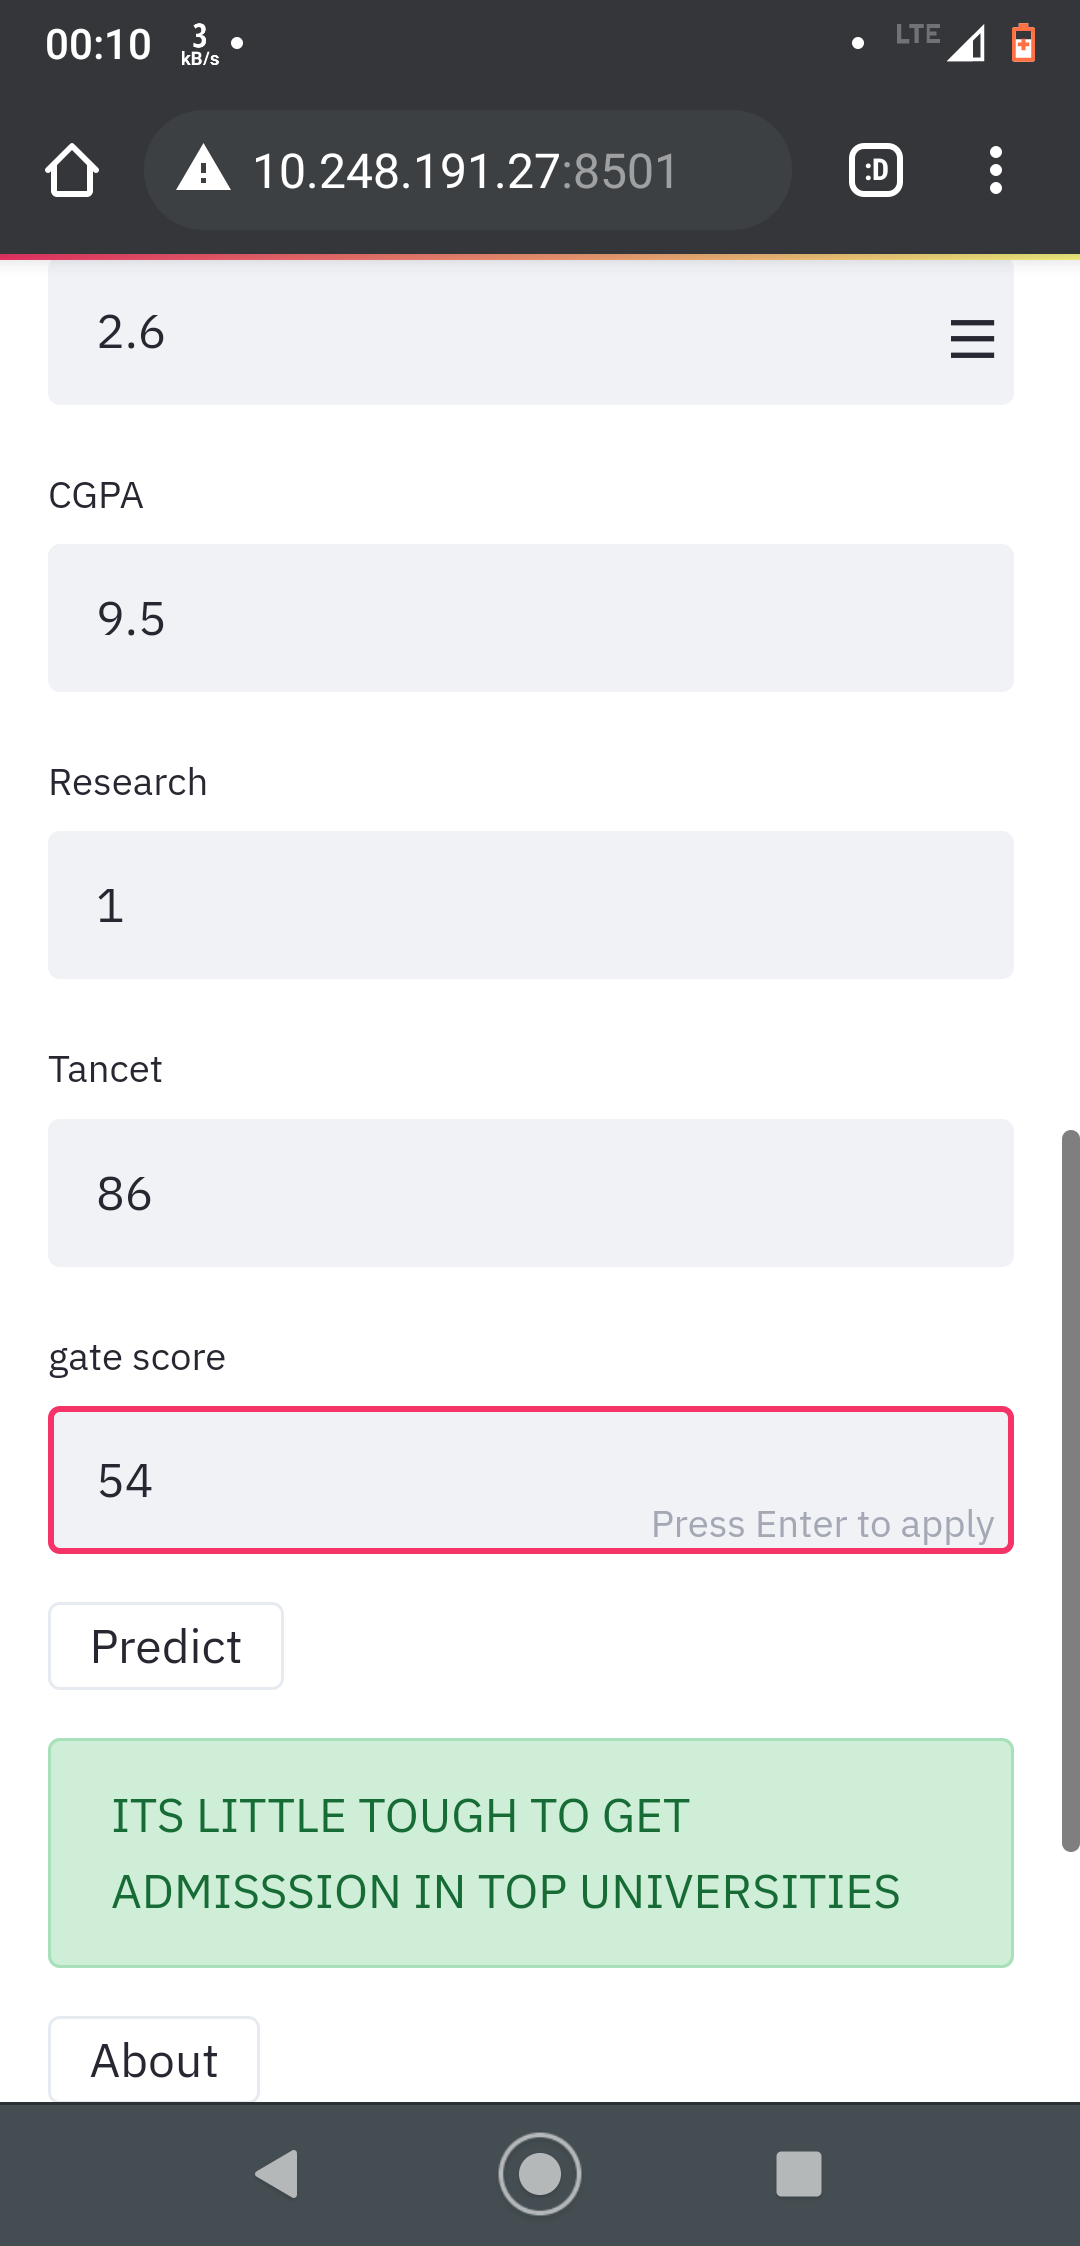 00:10 3 kB/s LTE
10.248.191.27:8501 :D
2.6
CGPA
9.5
Research
1
Tancet
86
gate score
54
Press Enter to apply
Predict
ITS LITTLE TOUGH TO GET
ADMISSSION IN TOP UNIVERSITIES
About